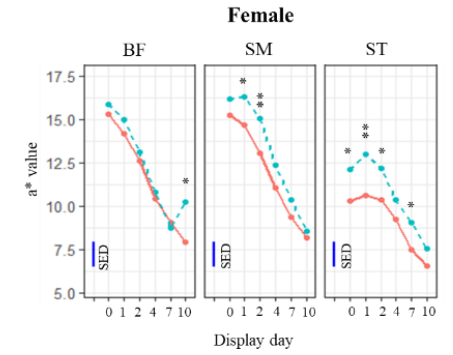 Female
BF SM ST
* ** * ** * * *
a* value
17.5
15.0
12.5
10.0
7.5
5.0
SED SED SED
0 1 2 4 7 10 0 1 2 4 7 10 0 1 2 4 7 10
Display day